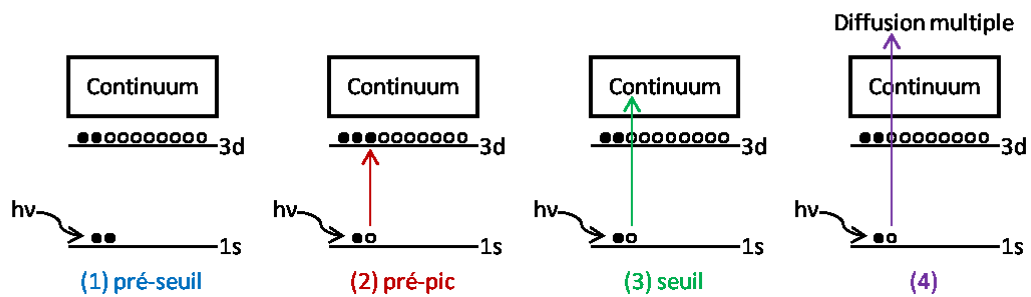 Diffusion multiple
Continuum
Continuum
Continuum
Continuum
3d
3d
3d
3d
hν
hν
hν
hν
1s
1s
1s
1s
(1) pré-seuil
(2) pré-pic
(3) seuil
(4)